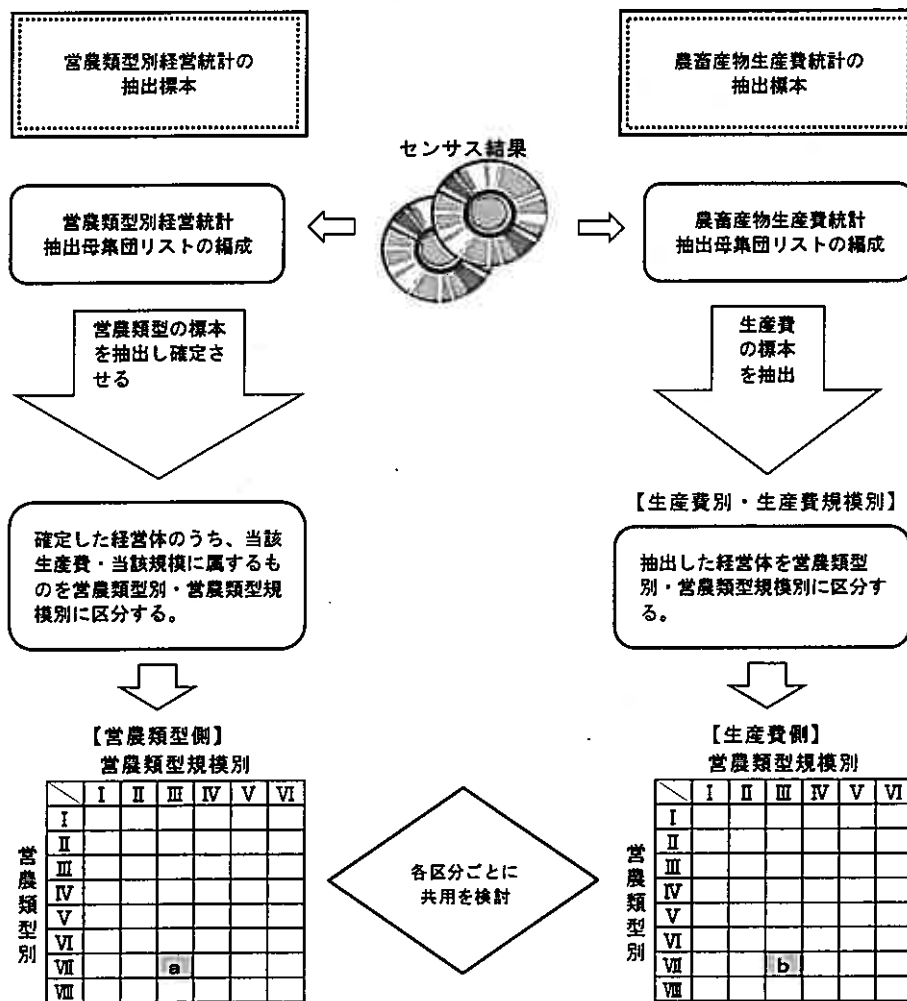 営農類型別経営統計の
抽出標本
農畜産物生産費統計の
抽出標本
センサス結果
営農類型別経営統計
抽出母集団リストの編成
農畜産物生産費統計
抽出母集団リストの編成
営農類型の標本
を抽出し確定さ
せる
生産費
の標本
を抽出
【生産費別・生産費規模別】
確定した経営体のうち、当該
生産費・当該規模に属するも
のを営農類型別・営農類型規
模別に区分する。
抽出した経営体を営農類型
別・営農類型規模別に区分す
る。
【営農類型側】
営農類型規模別
Ⅰ Ⅱ Ⅲ Ⅳ Ⅴ Ⅵ
営農類型別
Ⅰ
Ⅱ
Ⅲ
Ⅳ
Ⅴ
Ⅵ
Ⅶ a
Ⅷ
各区分ごとに
共用を検討
【生産費側】
営農類型規模別
Ⅰ Ⅱ Ⅲ Ⅳ Ⅴ Ⅵ
営農類型別
Ⅰ
Ⅱ
Ⅲ
Ⅳ
Ⅴ
Ⅵ
Ⅶ b
Ⅷ